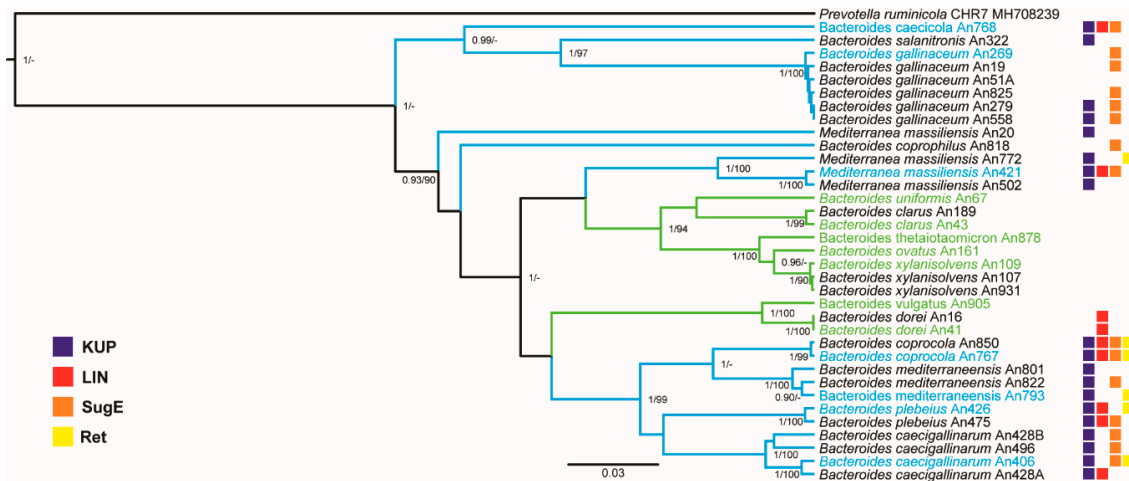 Prevotella ruminicola CHR7 MH708239
Bacteroides caecicola An768
0.99/-
Bacteroides salanitronis An322
1/97
Bacteroides gallinaceum An269
1/-
Bacteroides gallinaceum An19
1/100
Bacteroides gallinaceum An51A
Bacteroides gallinaceum An825
1/-
Bacteroides gallinaceum An279
Bacteroides gallinaceum An558
Mediterranea massiliensis An20
Bacteroides coprophilus An818
Mediterranea massiliensis An772
1/100
Mediterranea massiliensis An421
0.93/90
1/100
Mediterranea massiliensis An502
Bacteroides uniformis An67
Bacteroides clarus An189
1/99
Bacteroides clarus An43
1/94
Bacteroides thetaiotaomicron An878
1/100
Bacteroides ovatus An161
0.96/-
Bacteroides xylanisolvens An109
1/-
Bacteroides xylanisolvens An107
1/90
Bacteroides xylanisolvens An931
Bacteroides vulgatus An905
1/100
Bacteroides dorei An16
1/100
Bacteroides dorei An41
Bacteroides coprocola An850
KUP
1/99
Bacteroides coprocola An767
1/-
Bacteroides mediterraneensis An801
LIN
1/100
Bacteroides mediterraneensis An822
0.90/-
Bacteroides mediterraneensis An793
1/99
SugE
Bacteroides plebeius An426
1/100
Bacteroides plebeius An475
Ret
Bacteroides caecigallinarum An428B
1/100
Bacteroides caecigallinarum An496
Bacteroides caecigallinarum An406
0.03
1/100
Bacteroides caecigallinarum An428A